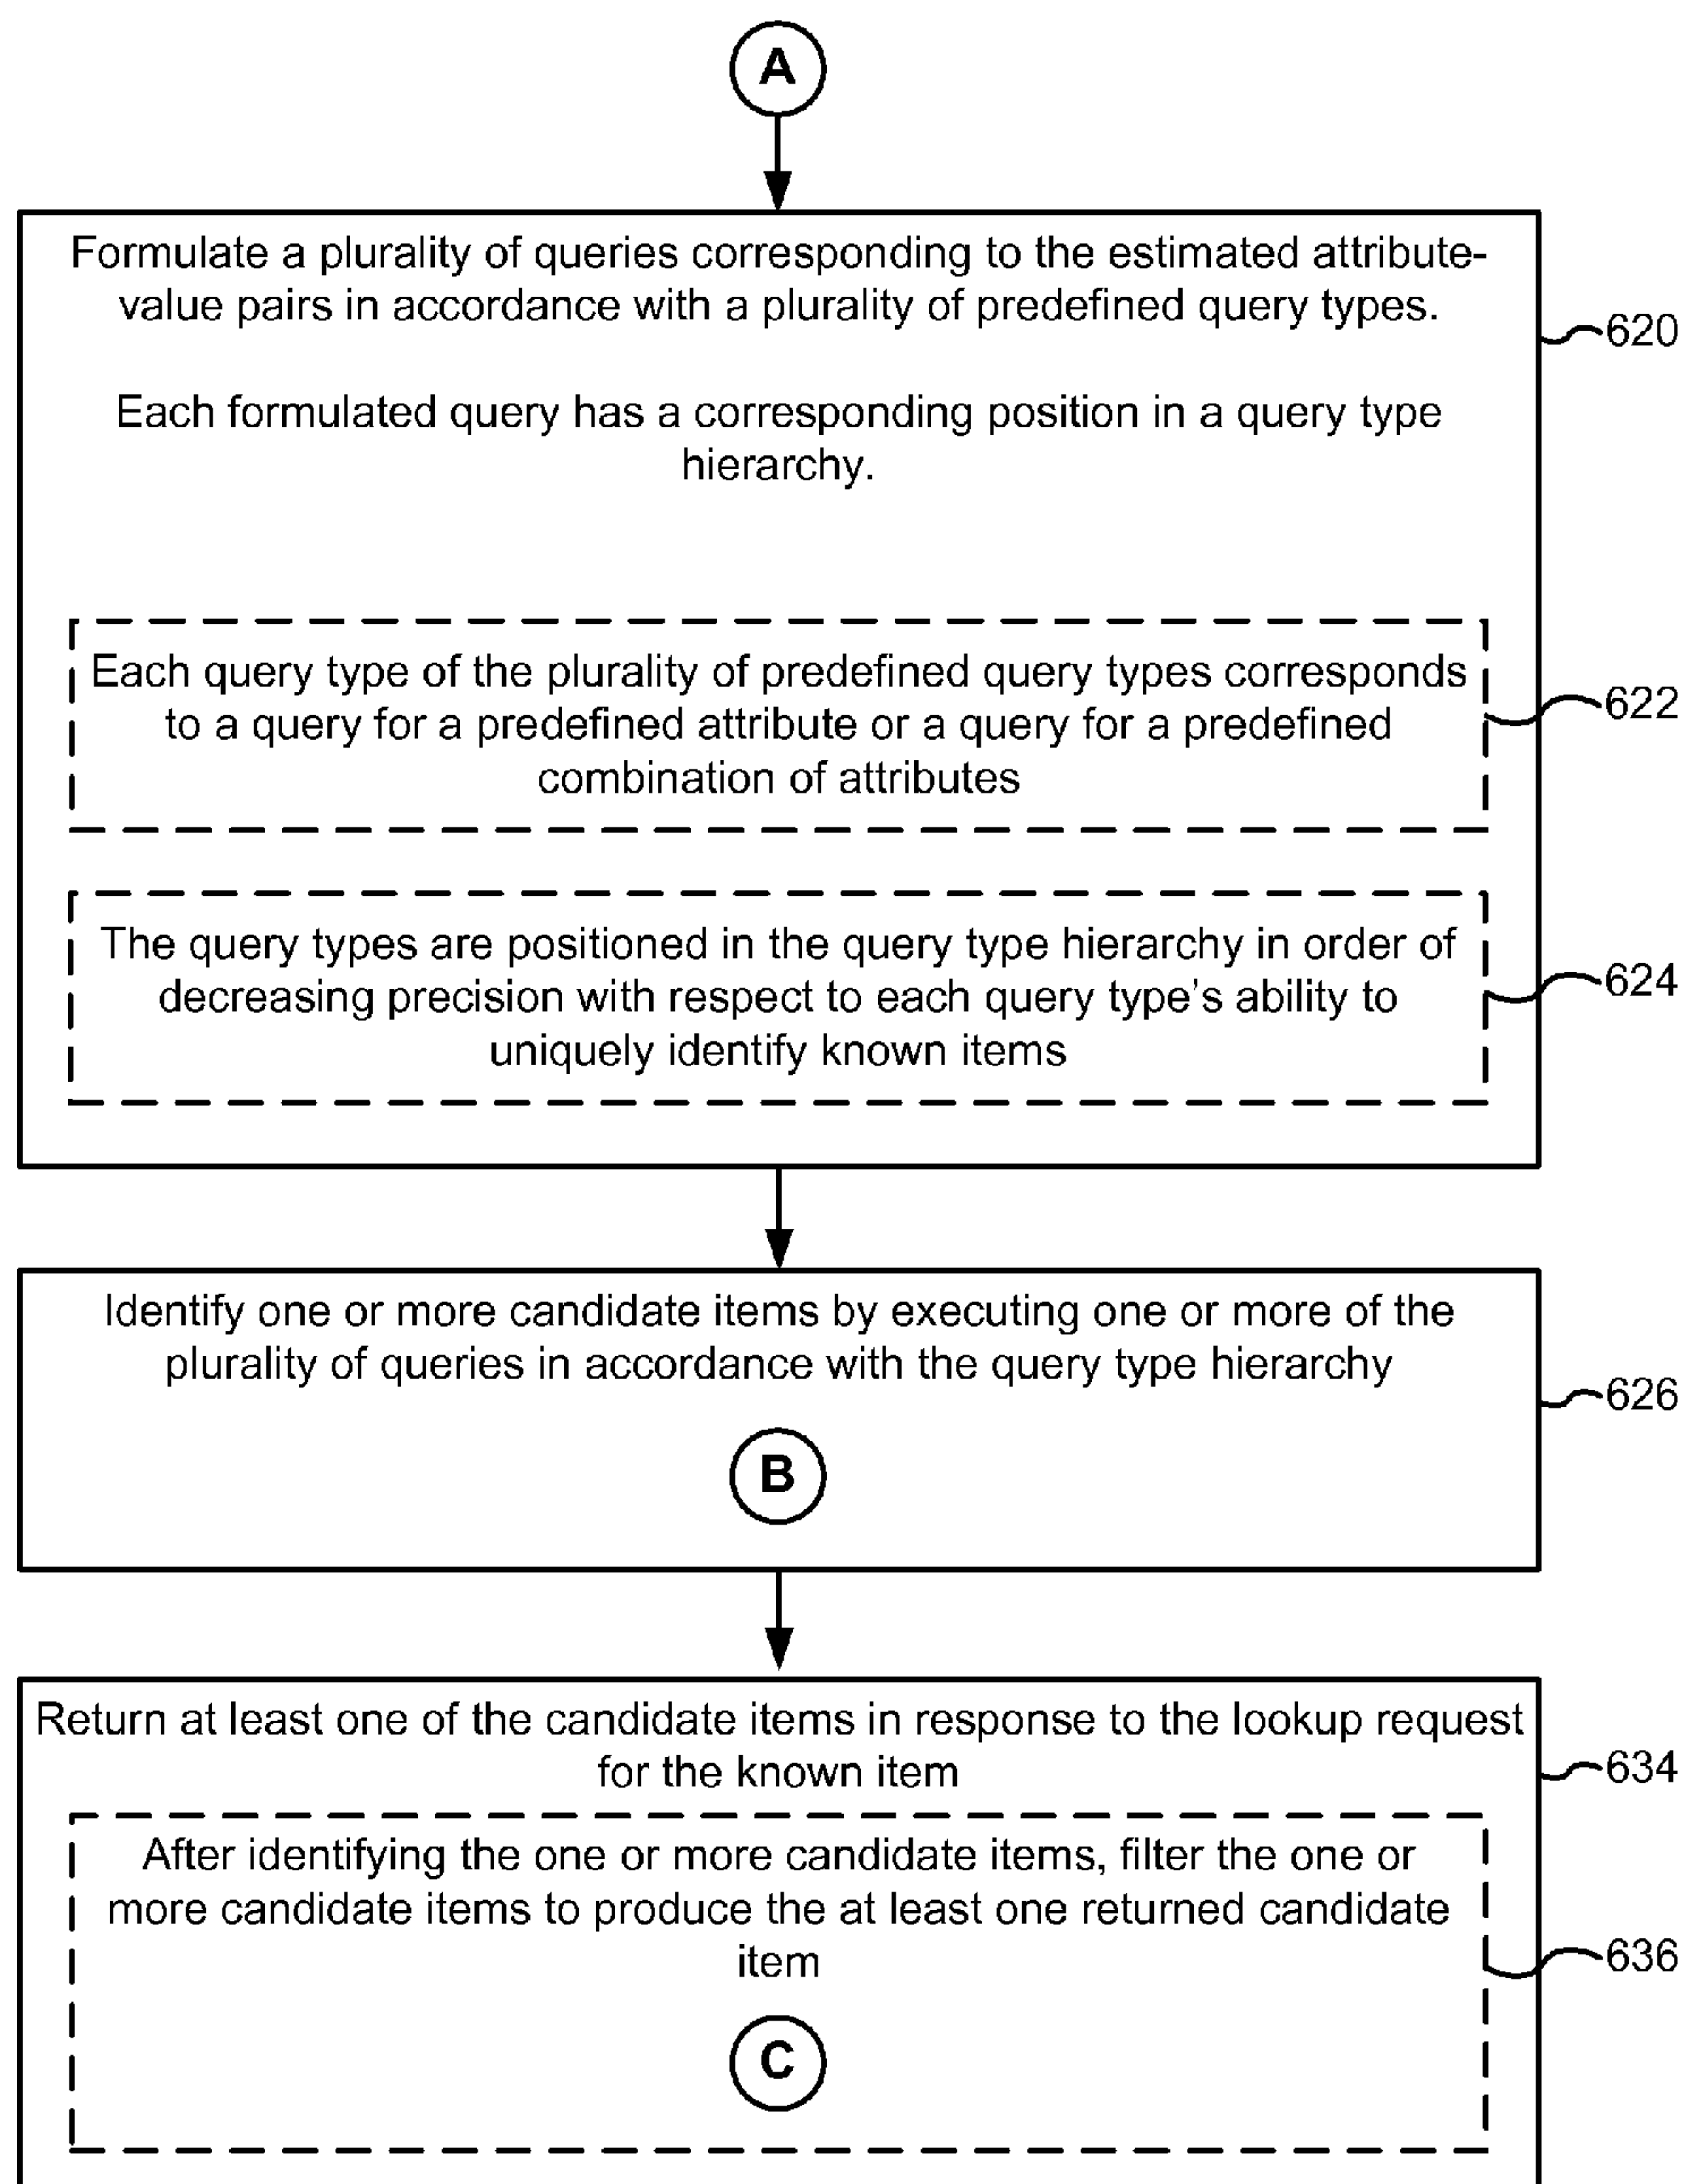 A
Formulate a plurality of queries corresponding to the estimated attribute-
value pairs in accordance with a plurality of predefined query types.
620
Each formulated query has a corresponding position in a query type
hierarchy.
Each query type of the plurality of predefined query types corresponds
to a query for a predefined attribute or a query for a predefined
combination of attributes
622
The query types are positioned in the query type hierarchy in order of
decreasing precision with respect to each query type’s ability to
uniquely identify known items
624
Identify one or more candidate items by executing one or more of the
plurality of queries in accordance with the query type hierarchy
626
B
Return at least one of the candidate items in response to the lookup request
for the known item
634
After identifying the one or more candidate items, filter the one or
more candidate items to produce the at least one returned candidate
item
636
C